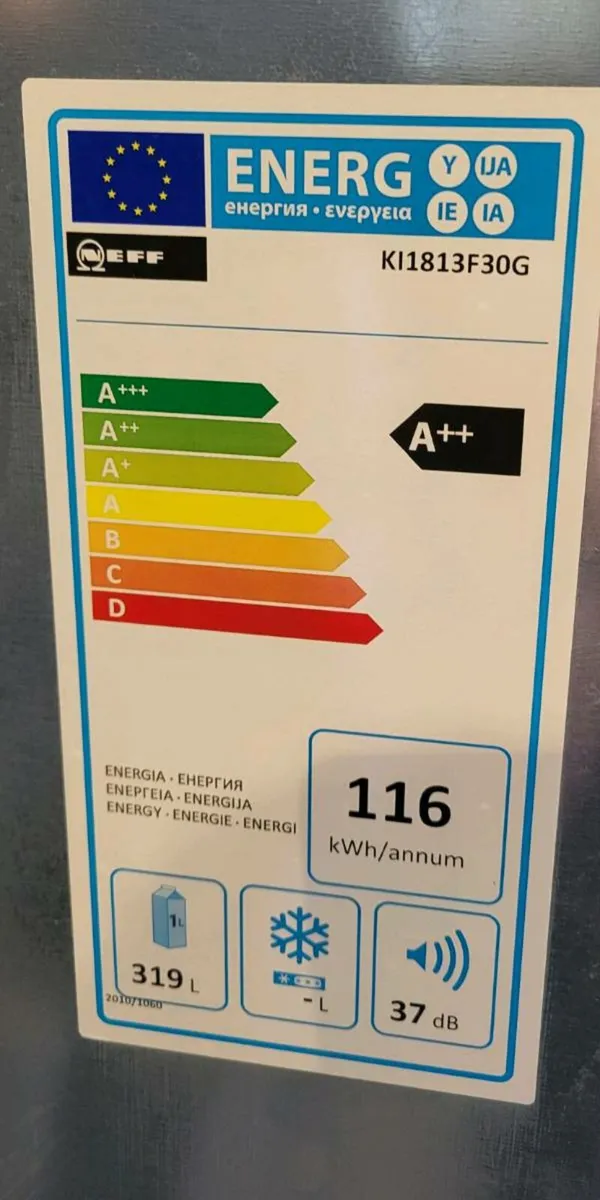 ENERG Y IJA
енергия · ενεργεια IE IA
NEFF
KI1813F30G
A+++
A++
A++
A+
A
B
C
D
ENERGIA · ЕНЕРГИЯ
ΕΝΕΡΓΕΙΑ · ENERGIJA
ENERGY · ENERGIE · ENERGI
116
kWh/annum
1L
319 L
- L
37 dB
2010/1060